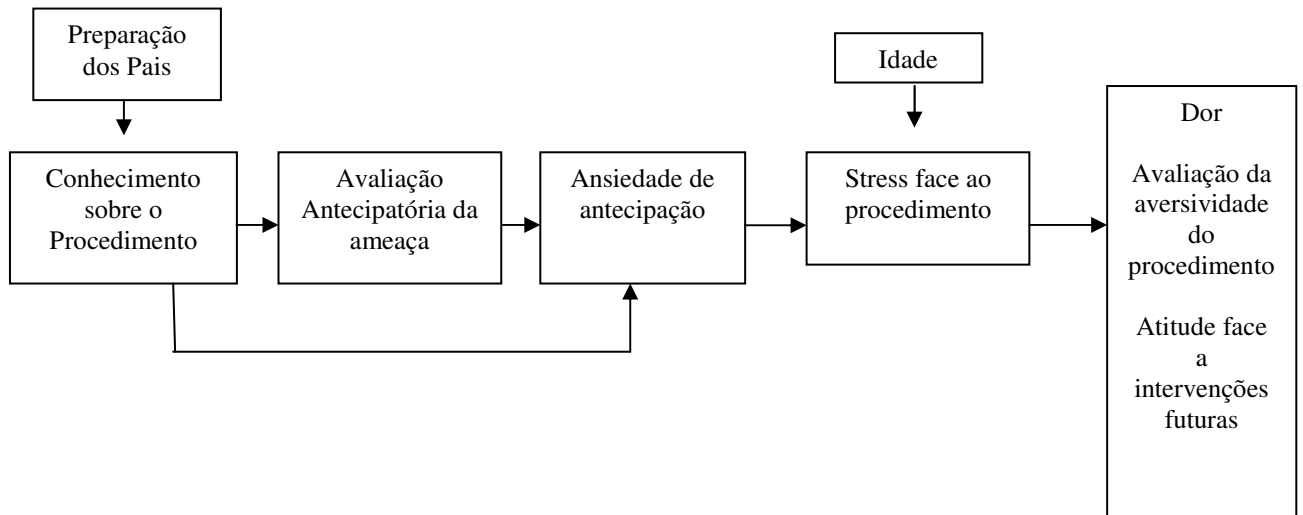 Preparação
dos Pais
Idade
Conhecimento
sobre o
Procedimento
Avaliação
Antecipatória da
ameaça
Ansiedade de
antecipação
Stress face ao
procedimento
Dor
Avaliação da
aversividade
do
procedimento
Atitude face
a
intervenções
futuras